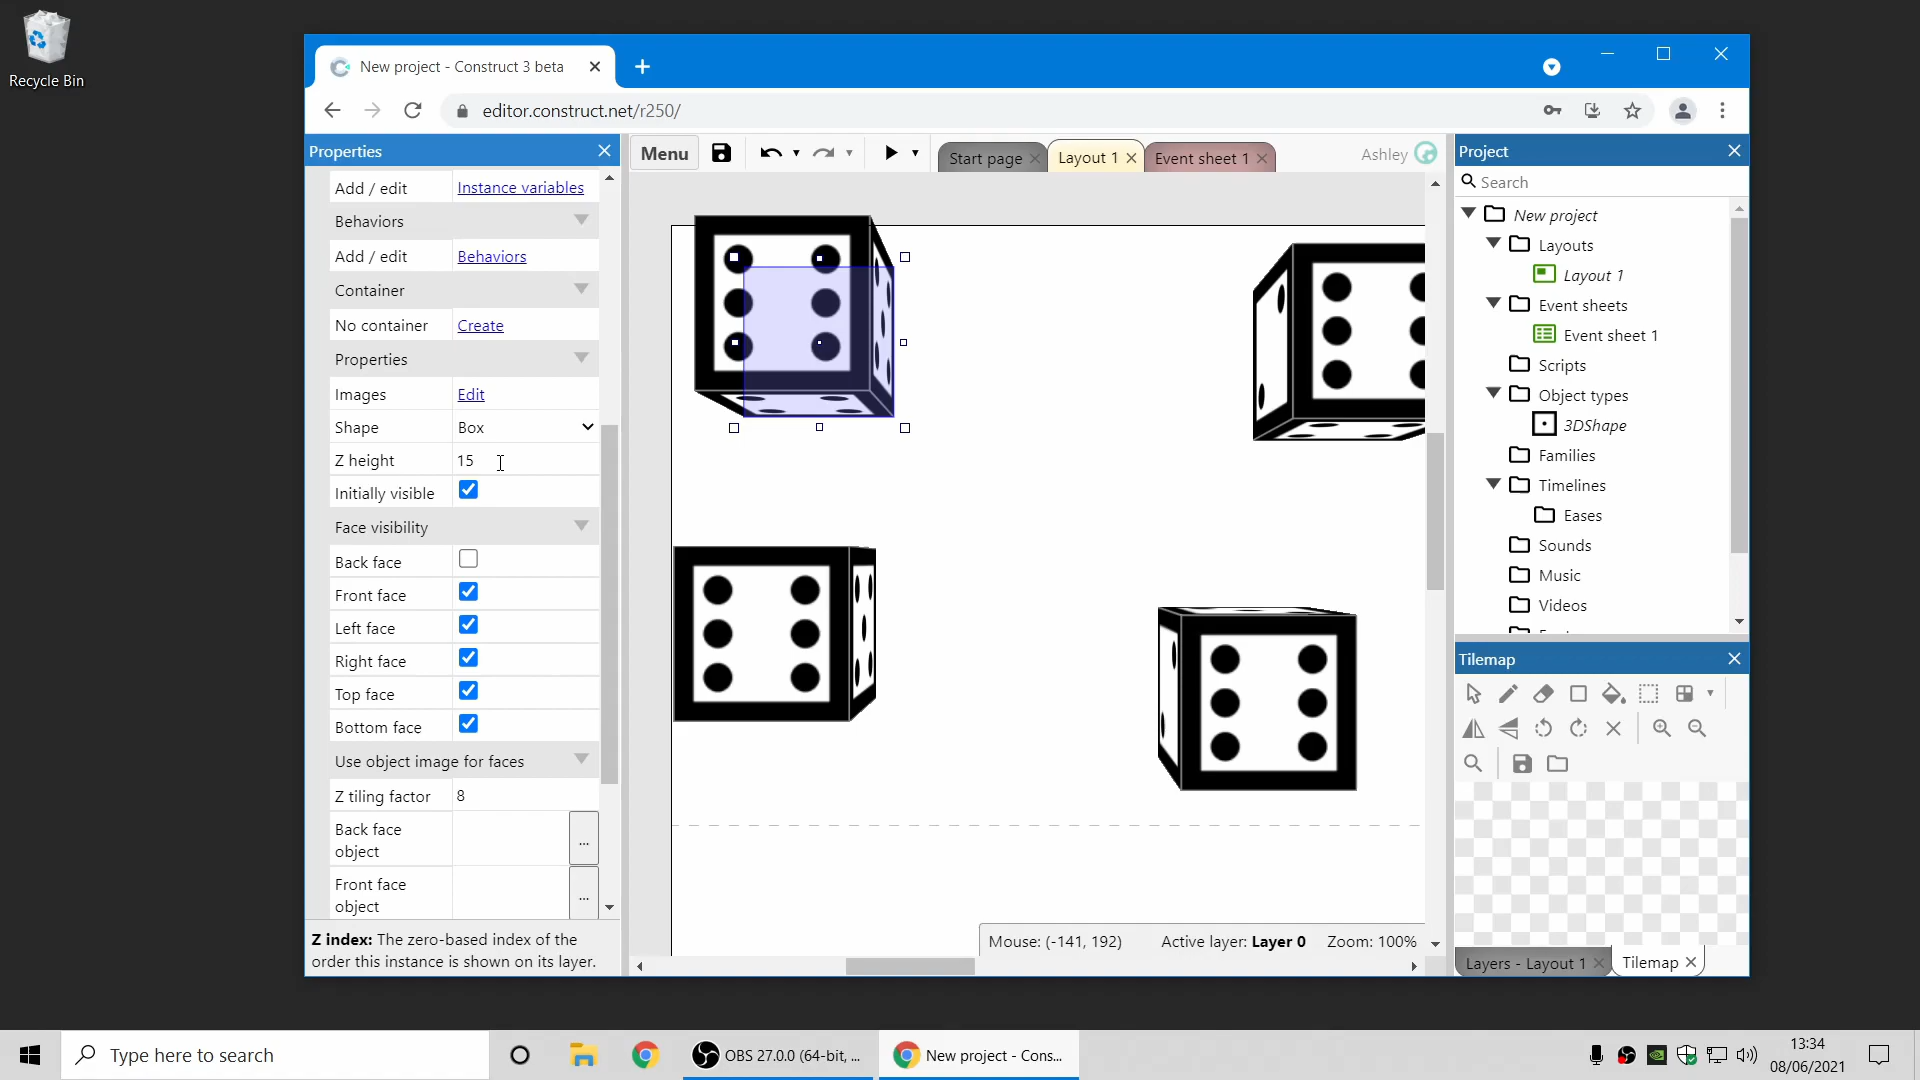 Recycle Bin
New project - Construct 3 beta
editor.construct.net/r250/
Properties
Add / edit
Instance variables
Behaviors
Add / edit
Behaviors
Container
No container
Create
Properties
Images
Edit
Shape
Box
Z height
15
Initially visible
Face visibility
Back face
Front face
Left face
Right face
Top face
Bottom face
Use object image for faces
Z tiling factor
8
Back face
object
...
Front face
object
...
Z index: The zero-based index of the
order this instance is shown on its layer.
Menu
Start page
Layout 1
Event sheet 1
Ashley
Mouse: (-141, 192)
Active layer: Layer 0
Zoom: 100%
Project
Search
New project
Layouts
Layout 1
Event sheets
Event sheet 1
Scripts
Object types
3DShape
Families
Timelines
Eases
Sounds
Music
Videos
Tilemap
Layers - Layout 1
Tilemap
Type here to search
OBS 27.0.0 (64-bit, ...
New project - Cons...
13:34
08/06/2021